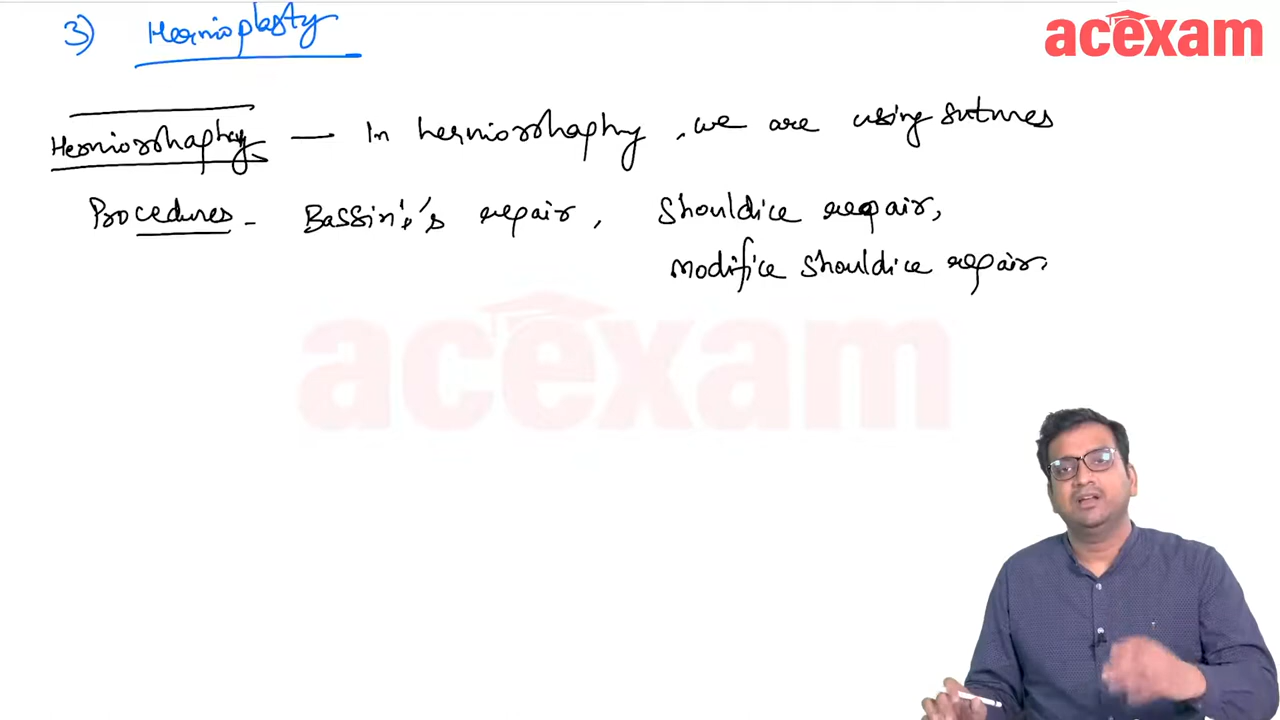 acexam
3) Hernioplasty
Herniorrhaphy — In herniorrhaphy, we are using sutures
Procedures - Bassini's repair, Shouldice repair,
modifice shouldice repair.
acexam